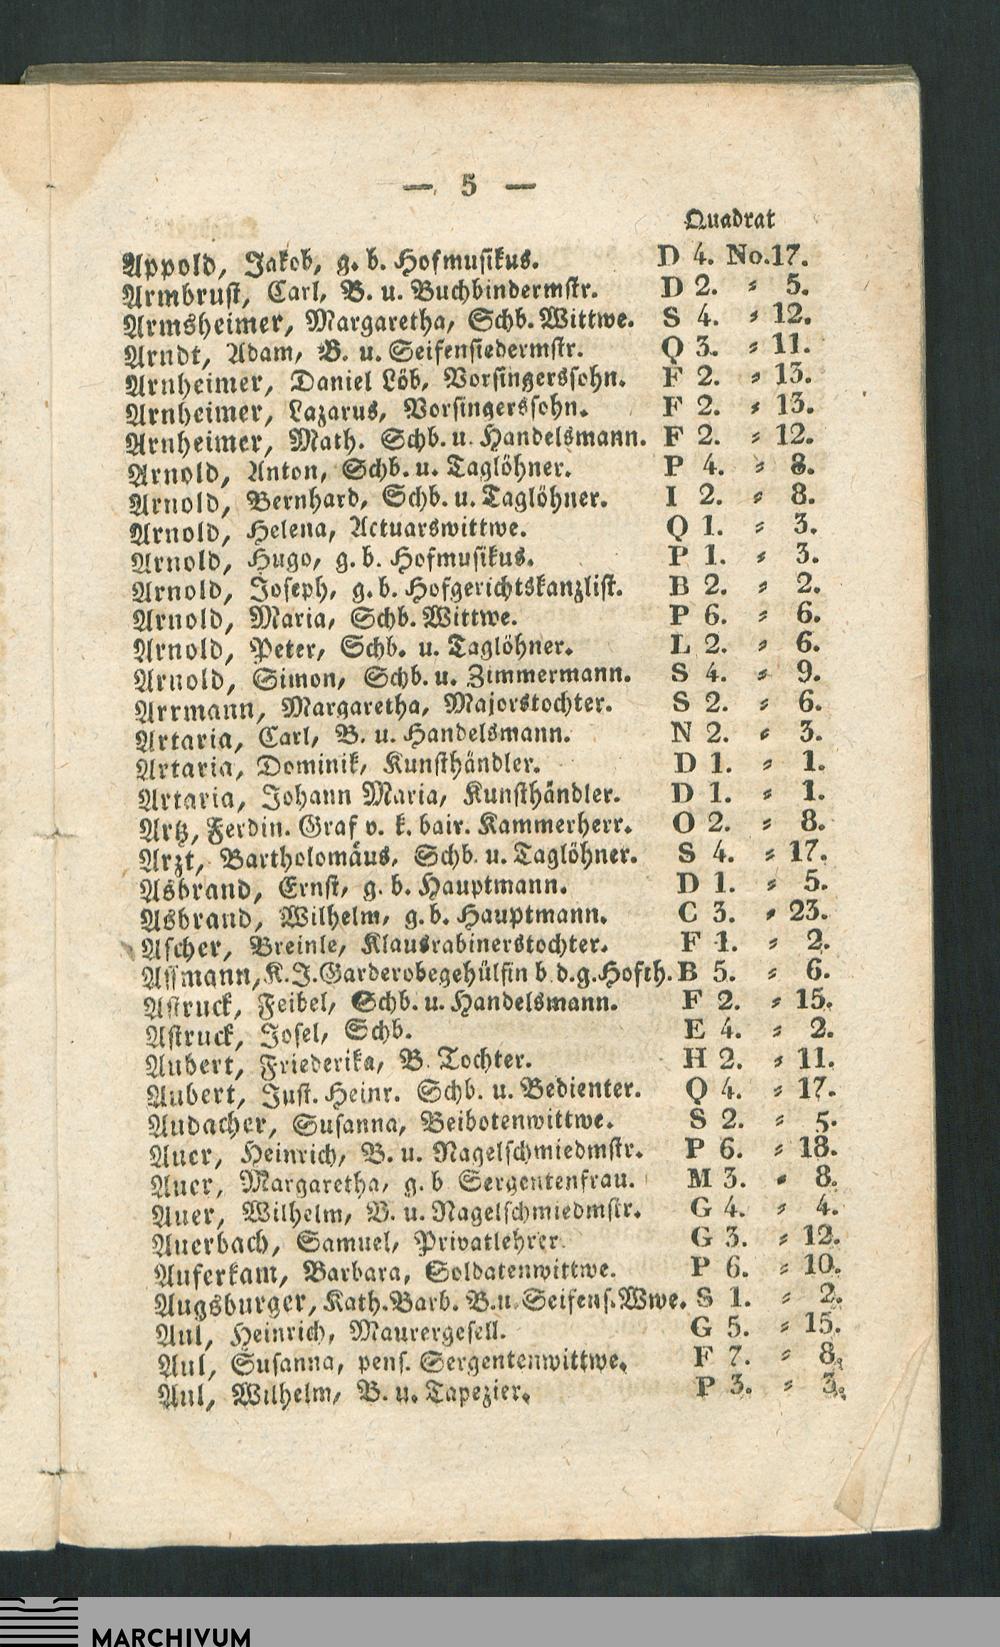 — 5 —
Quadrat
Appold, Jakob, g. b. Hofmusikus. D 4. No. 17.
Armbrust, Carl, B. u. Buchbindermstr. D 2. = 5.
Armsheimer, Margaretha, Schb. Wittwe. S 4. = 12.
Arndt, Adam, B. u. Seifensiedermstr. Q 3. = 11.
Arnheimer, Daniel Löb, Vorsingerssohn. F 2. = 13.
Arnheimer, Lazarus, Vorsingerssohn. F 2. = 13.
Arnheimer, Math. Schb. u. Handelsmann. F 2. = 12.
Arnold, Anton, Schb. u. Taglöhner. P 4. = 8.
Arnold, Bernhard, Schb. u. Taglöhner. I 2. = 8.
Arnold, Helena, Actuarswittwe. Q 1. = 3.
Arnold, Hugo, g. b. Hofmusikus. P 1. = 3.
Arnold, Joseph, g. b. Hofgerichtskanzlist. B 2. = 2.
Arnold, Maria, Schb. Wittwe. P 6. = 6.
Arnold, Peter, Schb. u. Taglöhner. L 2. = 6.
Arnold, Simon, Schb. u. Zimmermann. S 4. = 9.
Arrmann, Margaretha, Majorstochter. S 2. = 6.
Artaria, Carl, B. u. Handelsmann. N 2. = 3.
Artaria, Dominik, Kunsthändler. D 1. = 1.
Artaria, Johann Maria, Kunsthändler. D 1. = 1.
Artz, Ferdin. Graf v. k. bair. Kammerherr. O 2. = 8.
Arzt, Bartholomäus, Schb. u. Taglöhner. S 4. = 17.
Asbrand, Ernst, g. b. Hauptmann. D 1. = 5.
Asbrand, Wilhelm, g. b. Hauptmann. C 3. = 23.
Ascher, Breinle, Klausrabinerstochter. F 1. = 2.
Assmann, K. J. Garderobegehülfin b d. g. Hofth. B 5. = 6.
Astruck, Feibel, Schb. u. Handelsmann. F 2. = 15.
Astruck, Josel, Schb. E 4. = 2.
Aubert, Friederika, B. Tochter. H 2. = 11.
Aubert, Just. Heinr. Schb. u. Bedienter. Q 4. = 17.
Audacher, Susanna, Beibotenwittwe. S 2. = 5.
Auer, Heinrich, B. u. Nagelschmiedmstr. P 6. = 18.
Auer, Margaretha, g. b Sergentenfrau. M 3. = 8.
Auer, Wilhelm, B. u. Nagelschmiedmstr. G 4. = 4.
Auerbach, Samuel, Privatlehrer. G 3. = 12.
Auferkam, Barbara, Soldatenwittwe. P 6. = 10.
Augsburger, Kath. Barb. B. u. Seifens. Wwe. S 1. = 2.
Aul, Heinrich, Maurergesell. G 5. = 15.
Aul, Susanna, pens. Sergentenwittwe. F 7. = 8.
Aul, Wilhelm, B. u. Tapezier. P 3. = 3.
MARCHIVUM